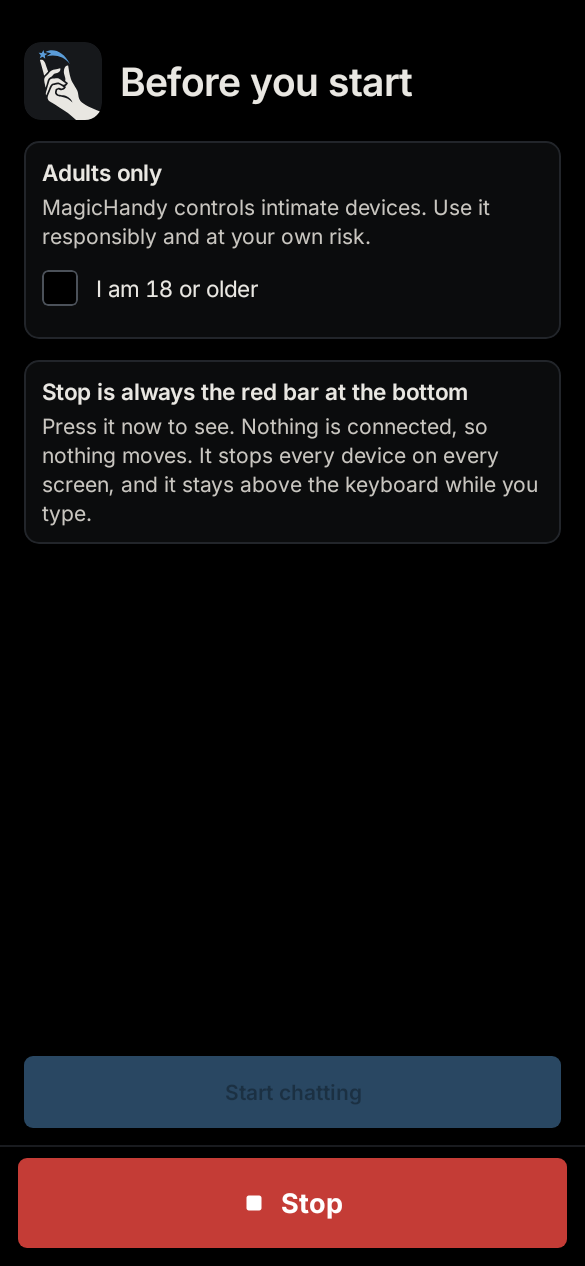 Before you start
Adults only
MagicHandy controls intimate devices. Use it
responsibly and at your own risk.
I am 18 or older
Stop is always the red bar at the bottom
Press it now to see. Nothing is connected, so
nothing moves. It stops every device on every
screen, and it stays above the keyboard while you
type.
Start chatting
Stop